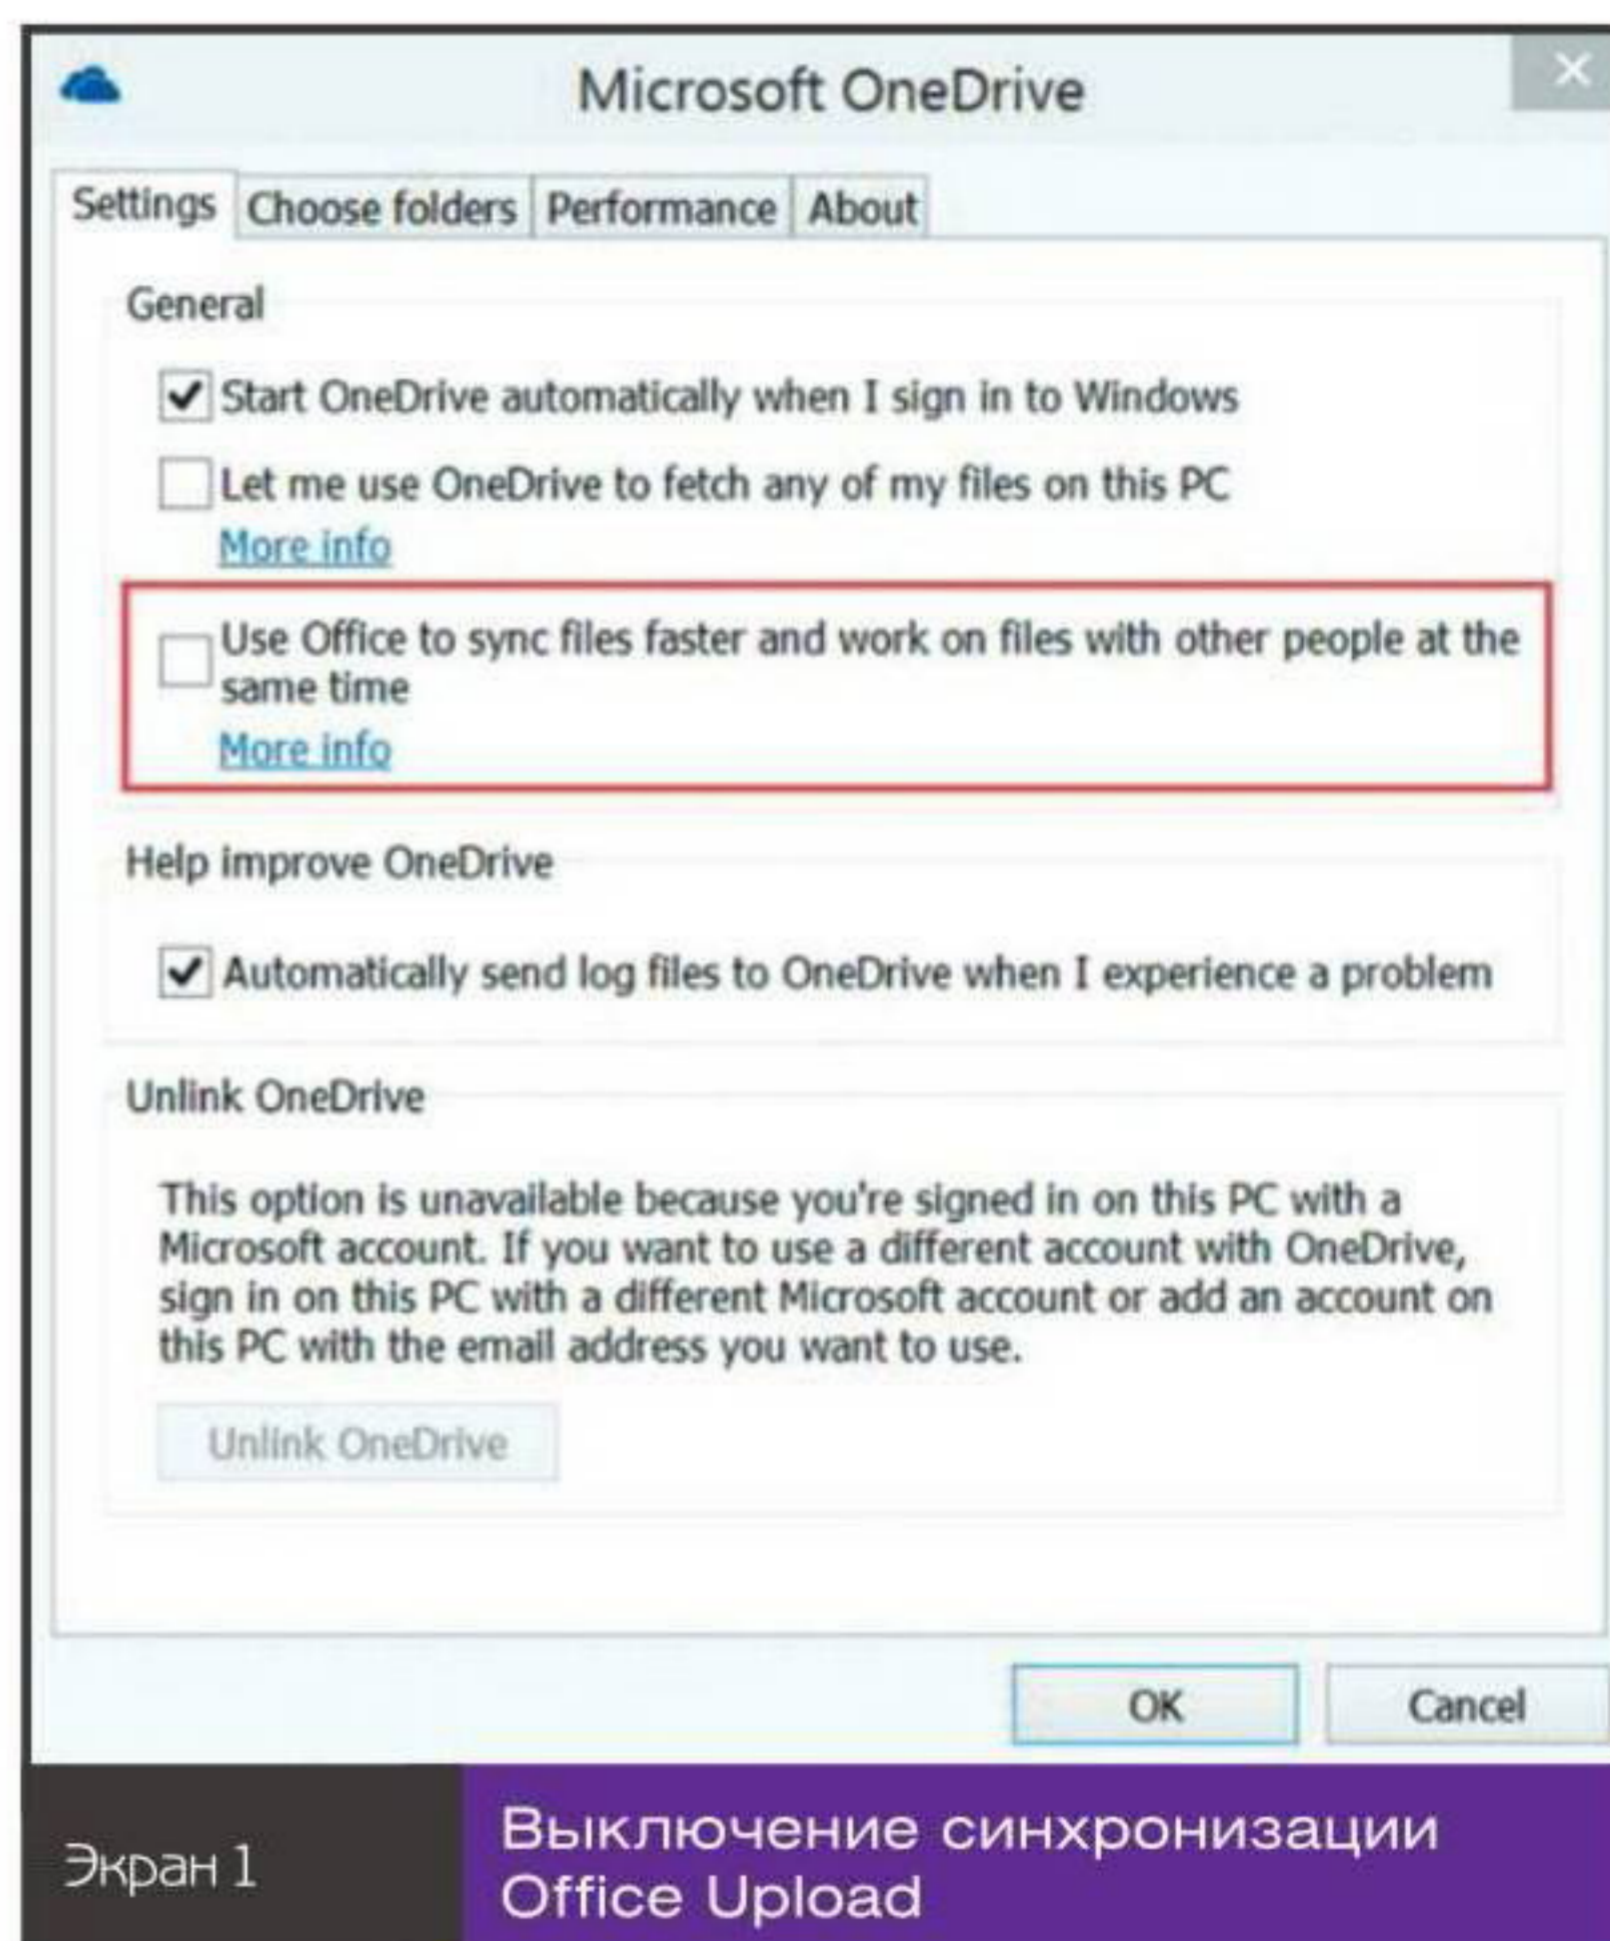 Microsoft OneDrive
Settings Choose folders Performance About
General
Start OneDrive automatically when I sign in to Windows
Let me use OneDrive to fetch any of my files on this PC
More info
Use Office to sync files faster and work on files with other people at the
same time
More info
Help improve OneDrive
Automatically send log files to OneDrive when I experience a problem
Unlink OneDrive
This option is unavailable because you're signed in on this PC with a
Microsoft account. If you want to use a different account with OneDrive,
sign in on this PC with a different Microsoft account or add an account on
this PC with the email address you want to use.
Unlink OneDrive
OK Cancel
Экран 1
Выключение синхронизации
Office Upload